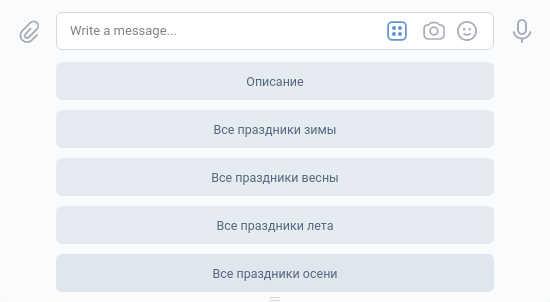 Write a message...
Описание
Все праздники зимы
Все праздники весны
Все праздники лета
Все праздники осени